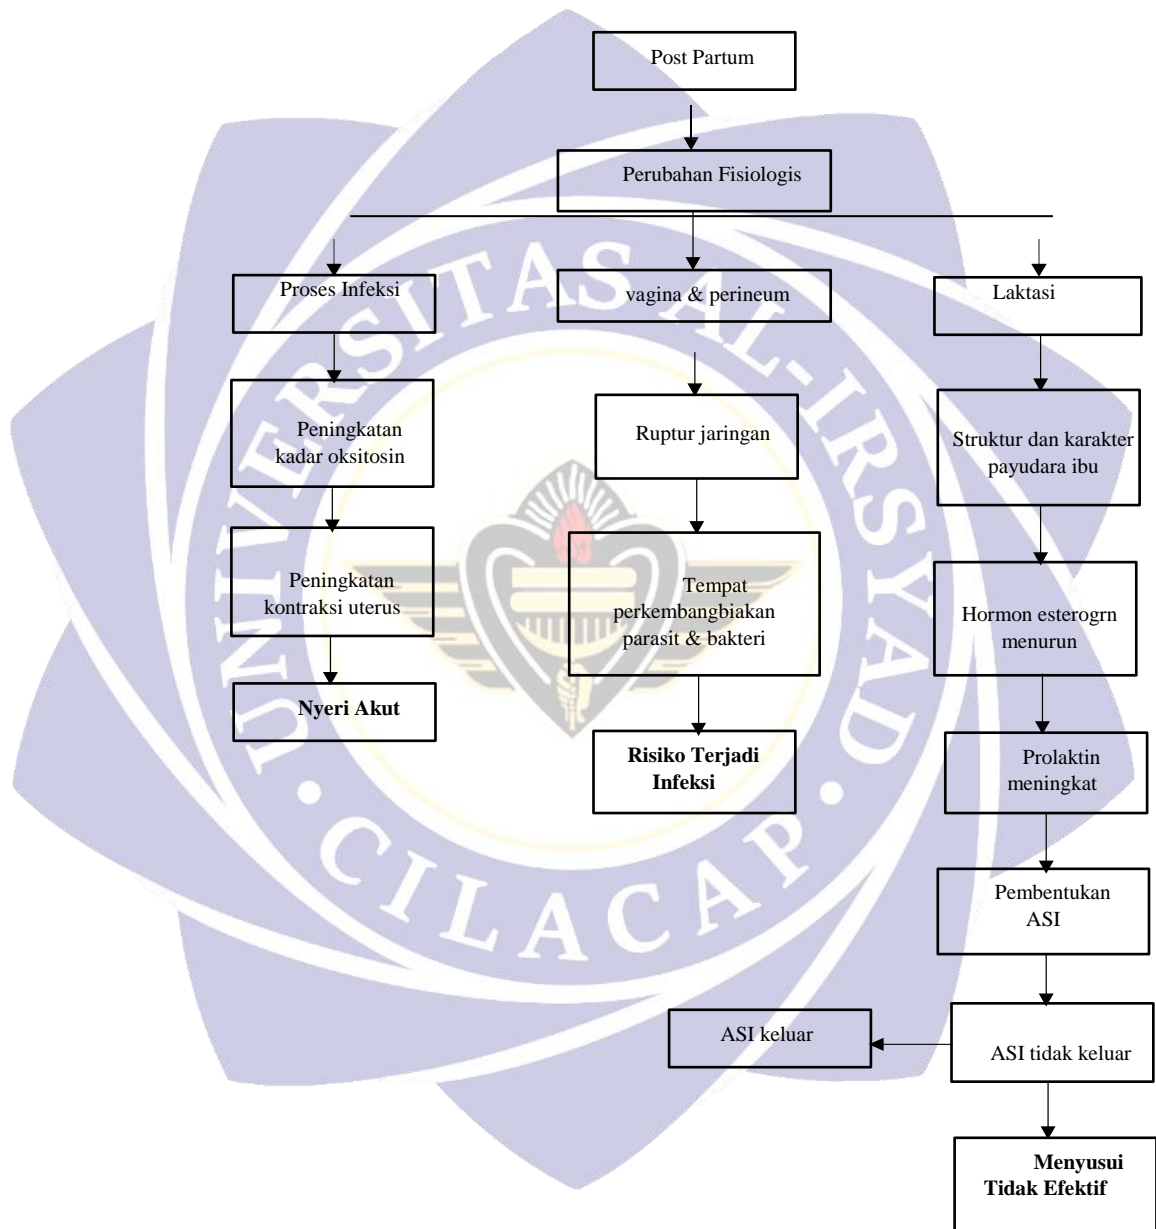 Post Partum
Perubahan Fisiologis
Proses Infeksi
vagina & perineum
Laktasi
Peningkatan
kadar oksitosin
Ruptur jaringan
Struktur dan karakter
payudara ibu
Peningkatan
kontraksi uterus
Tempat
perkembangbiakan
parasit & bakteri
Hormon esterogrn
menurun
Nyeri Akut
Risiko Terjadi
Infeksi
Prolaktin
meningkat
Pembentukan
ASI
ASI keluar
ASI tidak keluar
Menyusui
Tidak Efektif
UNIVERSITAS AL-IRSYAD
• CILACAP •